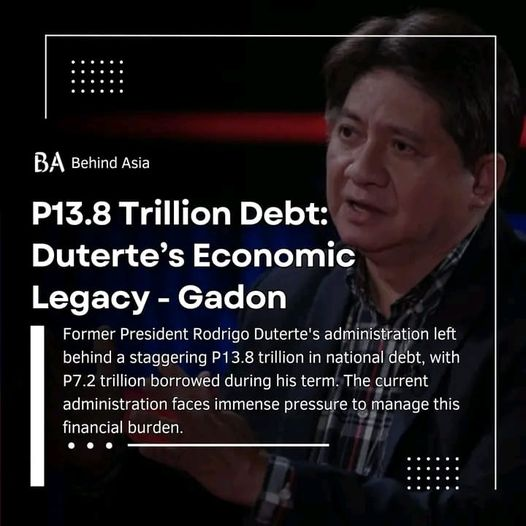 BA Behind Asia
P13.8 Trillion Debt:
Duterte's Economic
Legacy - Gadon
Former President Rodrigo Duterte's administration left
behind a staggering P13.8 trillion in national debt, with
P7.2 trillion borrowed during his term. The current
administration faces immense pressure to manage this
financial burden.